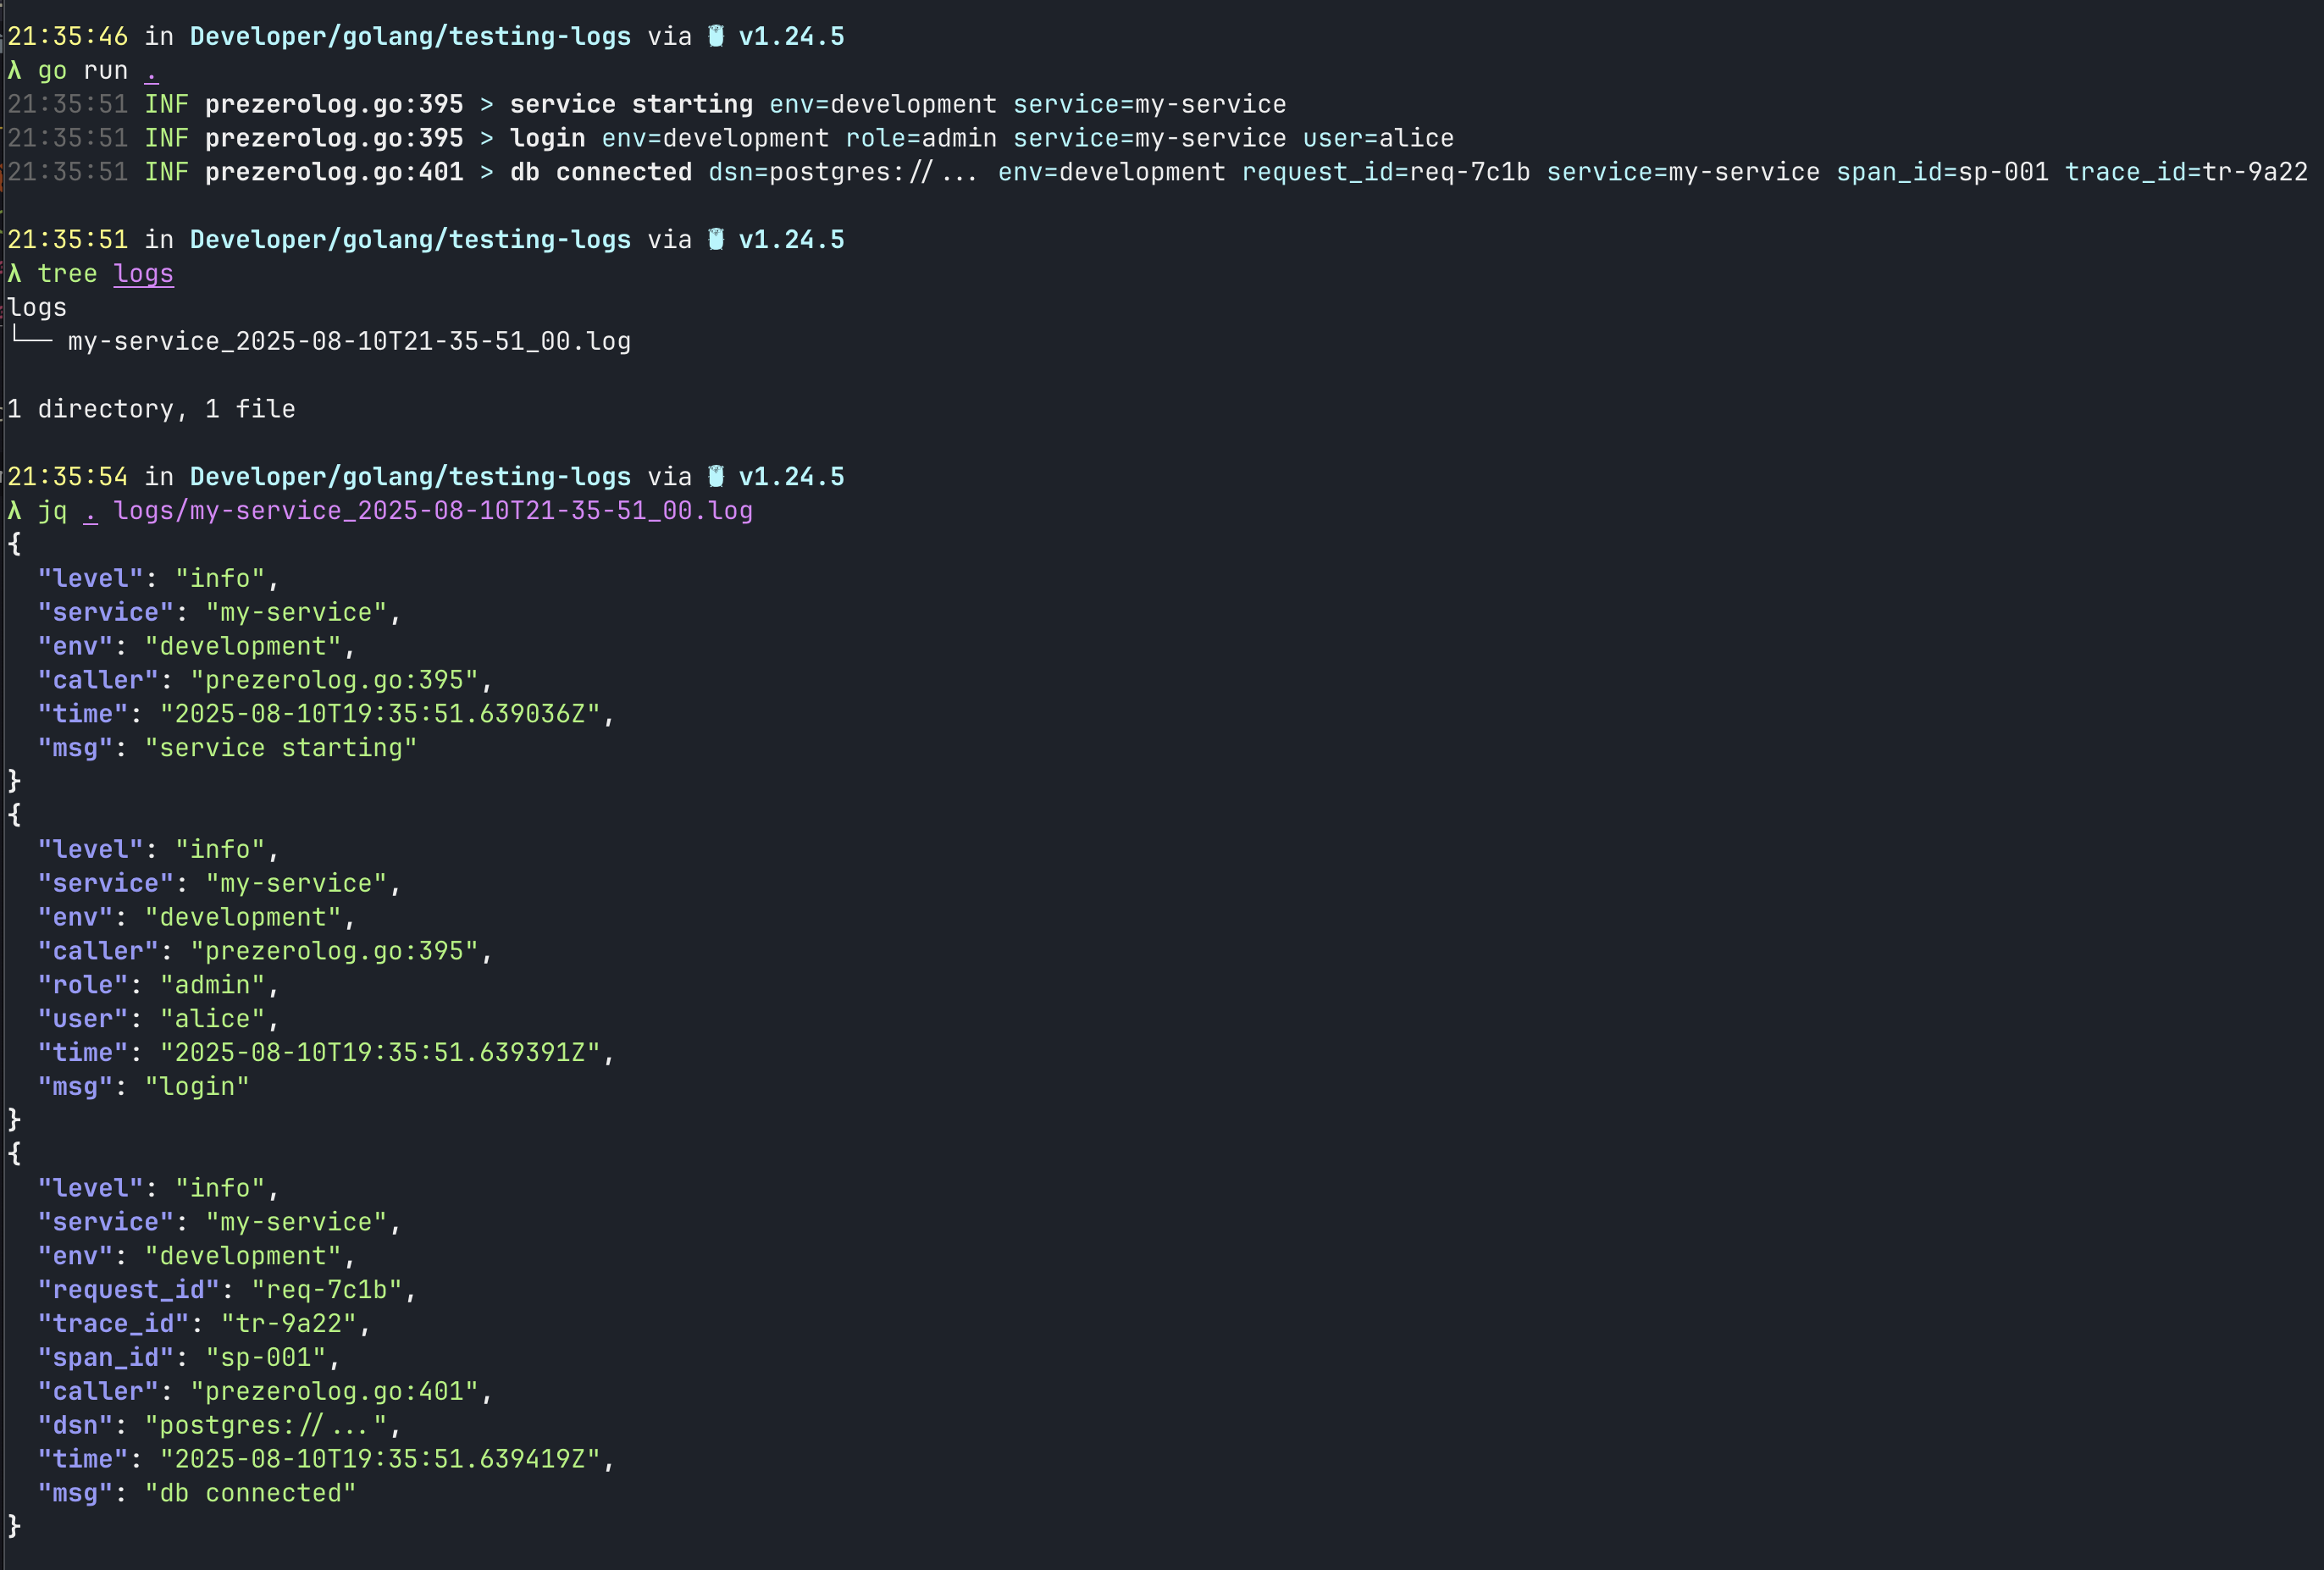 21:35:46 in Developer/golang/testing-logs via v1.24.5
λ go run .
21:35:51 INF prezerolog.go:395 > service starting env=development service=my-service
21:35:51 INF prezerolog.go:395 > login env=development role=admin service=my-service user=alice
21:35:51 INF prezerolog.go:401 > db connected dsn=postgres://... env=development request_id=req-7c1b service=my-service span_id=sp-001 trace_id=tr-9a22
21:35:51 in Developer/golang/testing-logs via v1.24.5
λ tree logs
logs
└── my-service_2025-08-10T21-35-51_00.log
1 directory, 1 file
21:35:54 in Developer/golang/testing-logs via v1.24.5
λ jq . logs/my-service_2025-08-10T21-35-51_00.log
{
  "level": "info",
  "service": "my-service",
  "env": "development",
  "caller": "prezerolog.go:395",
  "time": "2025-08-10T19:35:51.639036Z",
  "msg": "service starting"
}
{
  "level": "info",
  "service": "my-service",
  "env": "development",
  "caller": "prezerolog.go:395",
  "role": "admin",
  "user": "alice",
  "time": "2025-08-10T19:35:51.639391Z",
  "msg": "login"
}
{
  "level": "info",
  "service": "my-service",
  "env": "development",
  "request_id": "req-7c1b",
  "trace_id": "tr-9a22",
  "span_id": "sp-001",
  "caller": "prezerolog.go:401",
  "dsn": "postgres://...",
  "time": "2025-08-10T19:35:51.639419Z",
  "msg": "db connected"
}